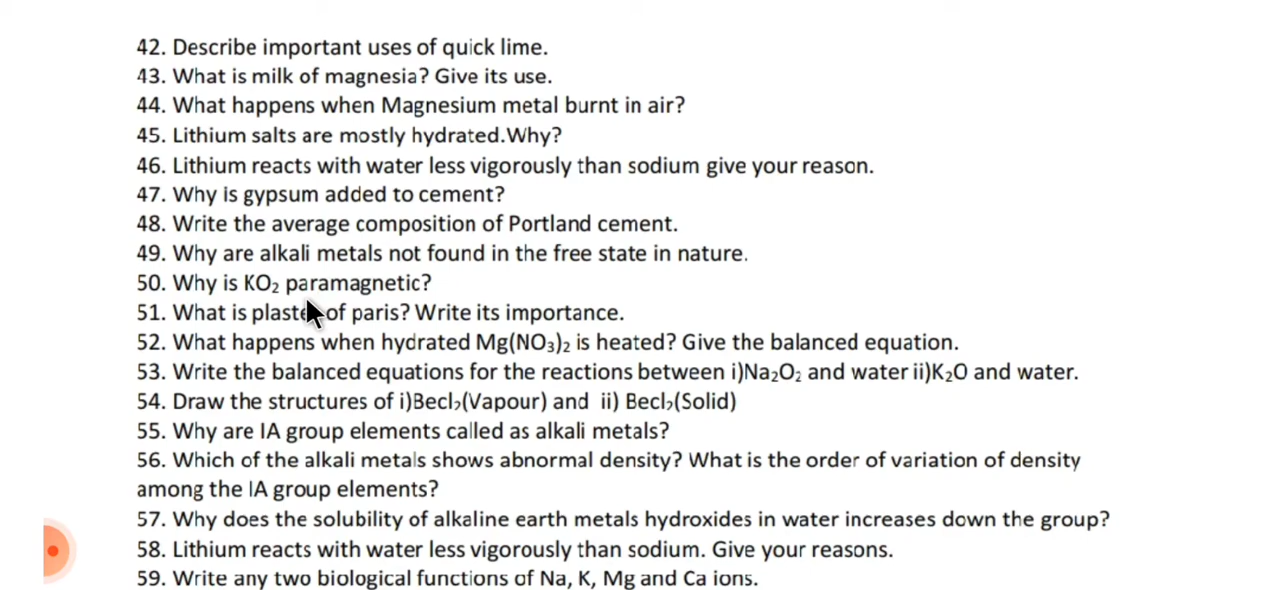 42. Describe important uses of quick lime.
43. What is milk of magnesia? Give its use.
44. What happens when Magnesium metal burnt in air?
45. Lithium salts are mostly hydrated.Why?
46. Lithium reacts with water less vigorously than sodium give your reason.
47. Why is gypsum added to cement?
48. Write the average composition of Portland cement.
49. Why are alkali metals not found in the free state in nature.
50. Why is KO₂ paramagnetic?
51. What is plaster of paris? Write its importance.
52. What happens when hydrated Mg(NO₃)₂ is heated? Give the balanced equation.
53. Write the balanced equations for the reactions between i)Na₂O₂ and water ii)K₂O and water.
54. Draw the structures of i)Becl₂(Vapour) and ii) Becl₂(Solid)
55. Why are IA group elements called as alkali metals?
56. Which of the alkali metals shows abnormal density? What is the order of variation of density
among the IA group elements?
57. Why does the solubility of alkaline earth metals hydroxides in water increases down the group?
58. Lithium reacts with water less vigorously than sodium. Give your reasons.
59. Write any two biological functions of Na, K, Mg and Ca ions.